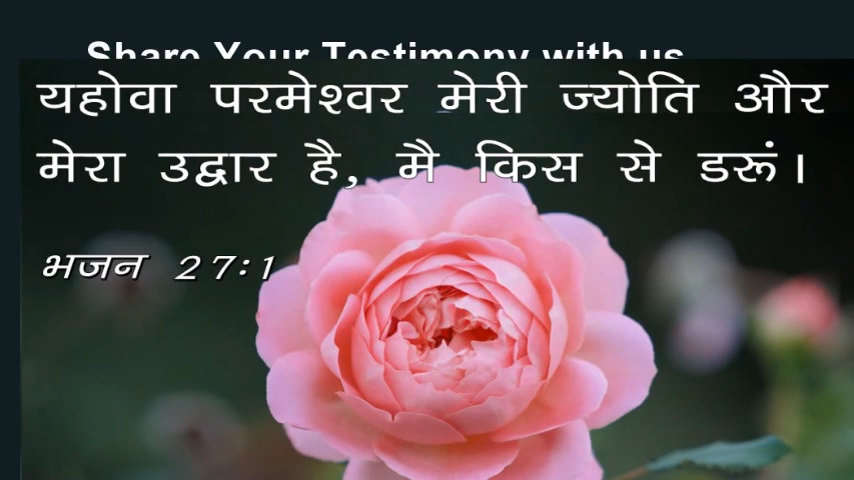 Share Your Testimony with us
यहोवा परमेश्वर मेरी ज्योति और
मेरा उद्वार है, मै किस से डरूं।
भजन 27:1